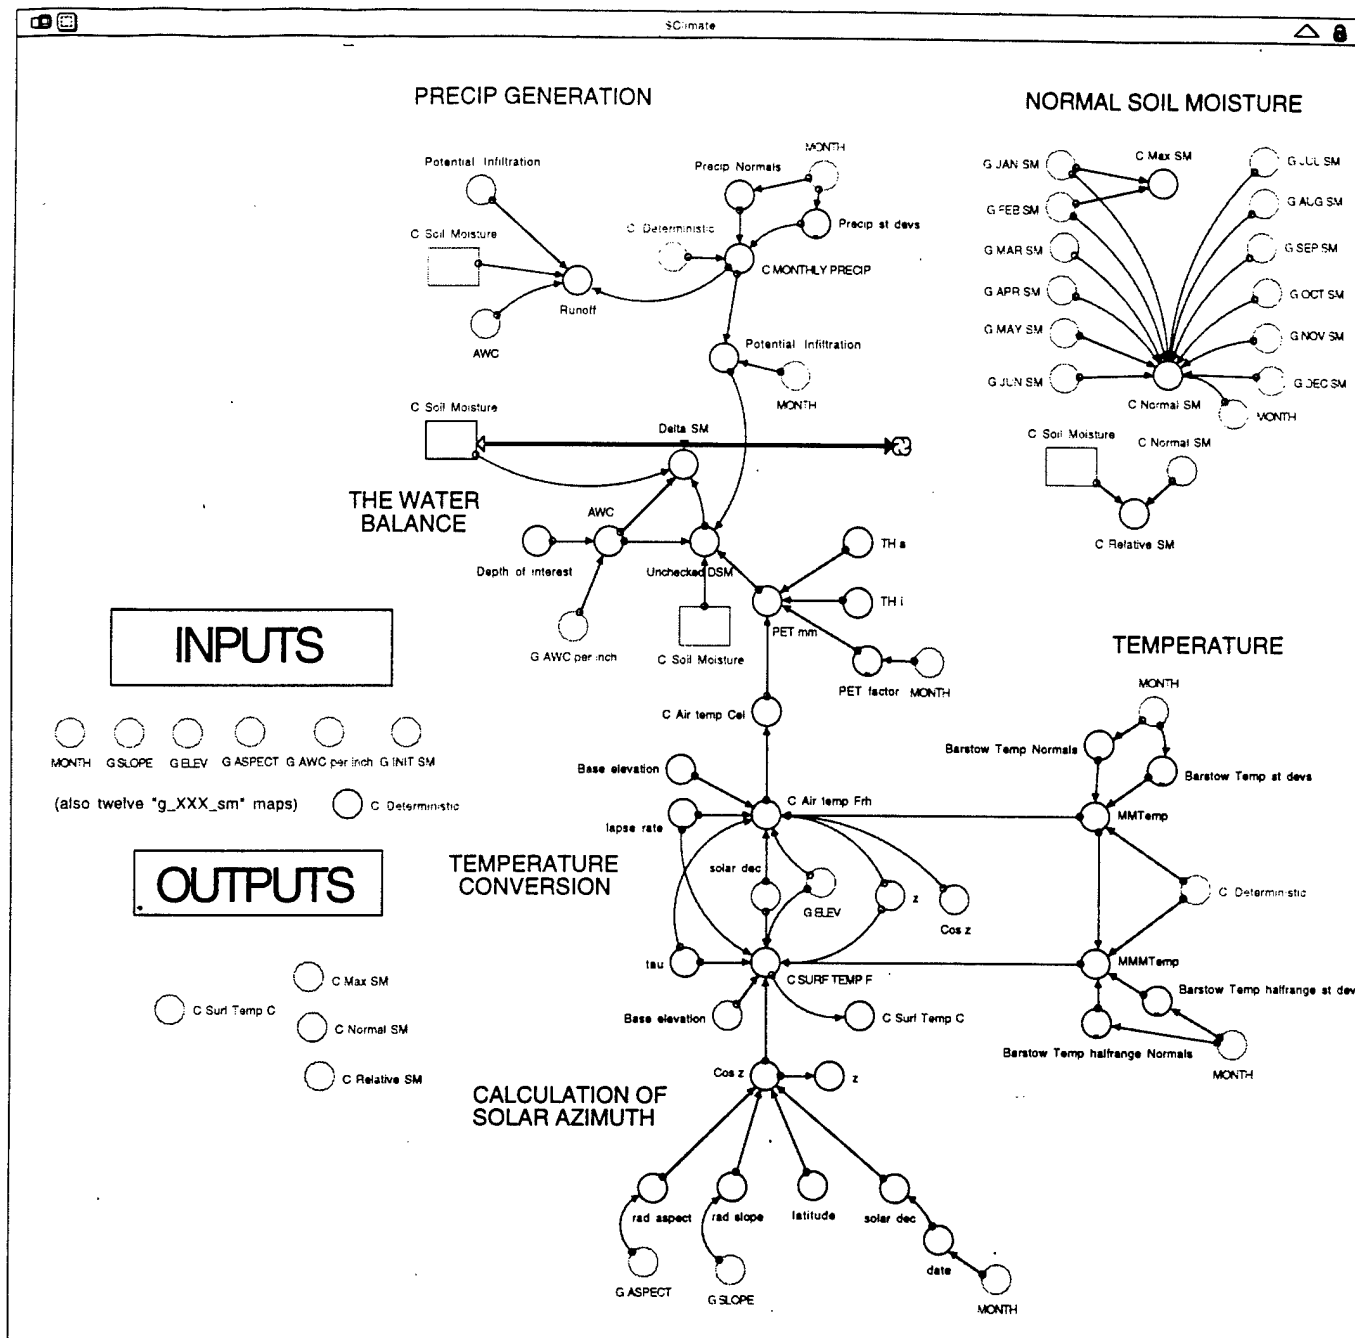 SClimate
PRECIP GENERATION
NORMAL SOIL MOISTURE
MONTH
Potential Infiltration
Precip Normals
C Soil Moisture
C Deterministic
Precip st devs
C MONTHLY PRECIP
Runoff
AWC
Potential Infiltration
MONTH
G JAN SM
C Max SM
G JUL SM
G FEB SM
G AUG SM
G MAR SM
G SEP SM
G APR SM
G OCT SM
G MAY SM
G NOV SM
G JUN SM
G DEC SM
C Normal SM
MONTH
C Soil Moisture
C Normal SM
C Relative SM
C Soil Moisture
Delta SM
THE WATER
BALANCE
AWC
Depth of interest
Unchecked DSM
TH a
TH i
PET mm
G AWC per inch
C Soil Moisture
PET factor
MONTH
INPUTS
MONTH
G SLOPE
G ELEV
G ASPECT
G AWC per inch
G INIT SM
(also twelve "g_XXX_sm" maps)
C Deterministic
OUTPUTS
C Max SM
C Surf Temp C
C Normal SM
C Relative SM
C Air temp Cel
Base elevation
C Air temp Frh
lapse rate
TEMPERATURE
CONVERSION
solar dec
G ELEV
z
Cos z
tau
C SURF TEMP F
Base elevation
C Surf Temp C
TEMPERATURE
MONTH
Barstow Temp Normals
Barstow Temp st devs
MMTemp
C Deterministic
MMMTemp
Barstow Temp halfrange st dev
Barstow Temp halfrange Normals
MONTH
Cos z
z
CALCULATION OF
SOLAR AZIMUTH
rad aspect
rad slope
latitude
solar dec
date
G ASPECT
G SLOPE
MONTH